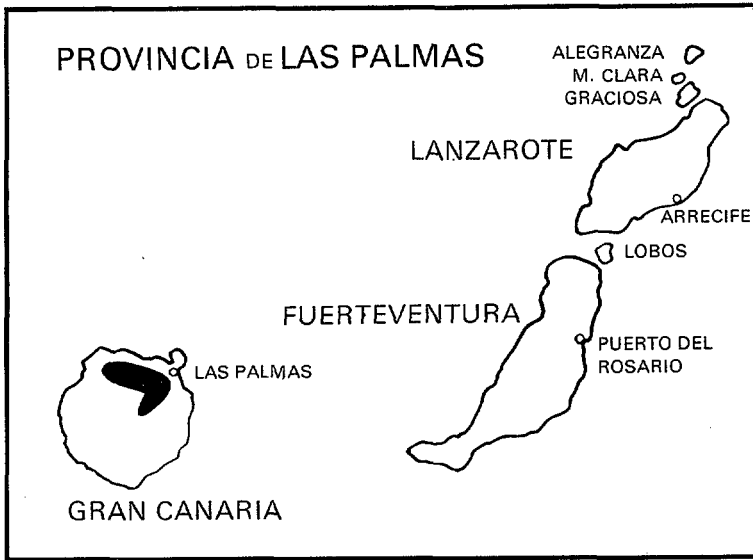 PROVINCIA DE LAS PALMAS
ALEGRANZA
M. CLARA
GRACIOSA
LANZAROTE
ARRECIFE
LOBOS
FUERTEVENTURA
PUERTO DEL
ROSARIO
LAS PALMAS
GRAN CANARIA